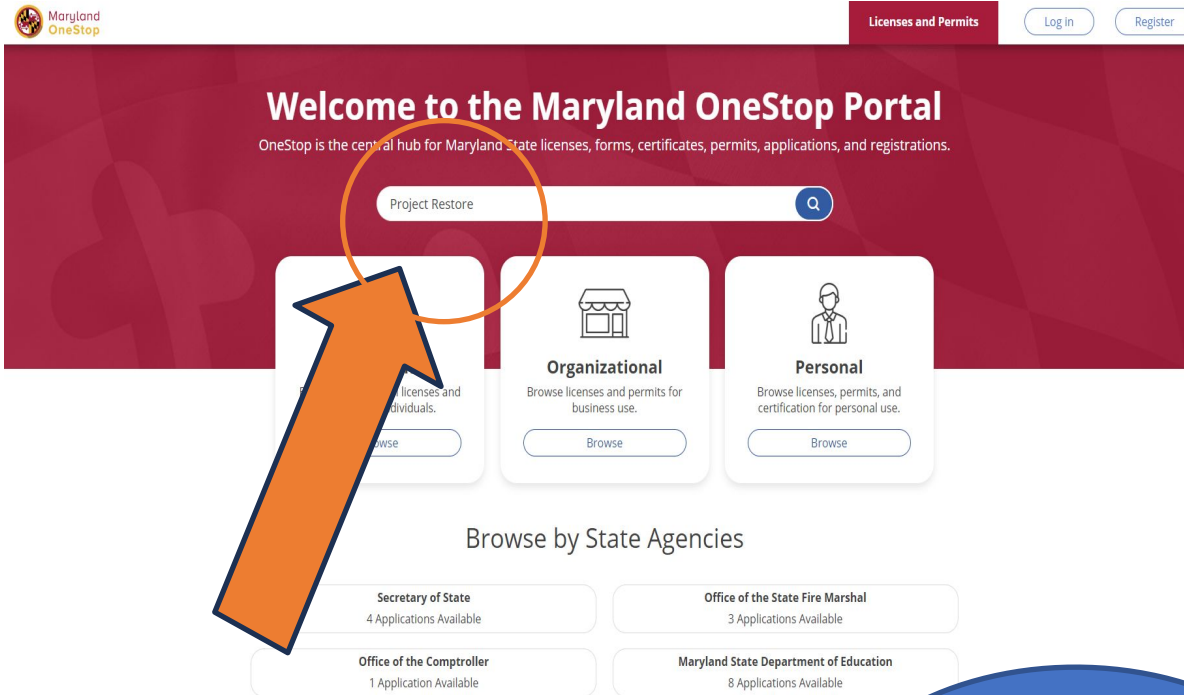 Maryland
OneStop
Licenses and Permits
Log in
Register
Welcome to the Maryland OneStop Portal
OneStop is the central hub for Maryland State licenses, forms, certificates, permits, applications, and registrations.
Project Restore
Organizational
Personal
licenses and
Browse licenses and permits for
business use.
Browse licenses, permits, and
certification for personal use.
Browse
Browse
Browse by State Agencies
Secretary of State
4 Applications Available
Office of the State Fire Marshal
3 Applications Available
Office of the Comptroller
1 Application Available
Maryland State Department of Education
8 Applications Available